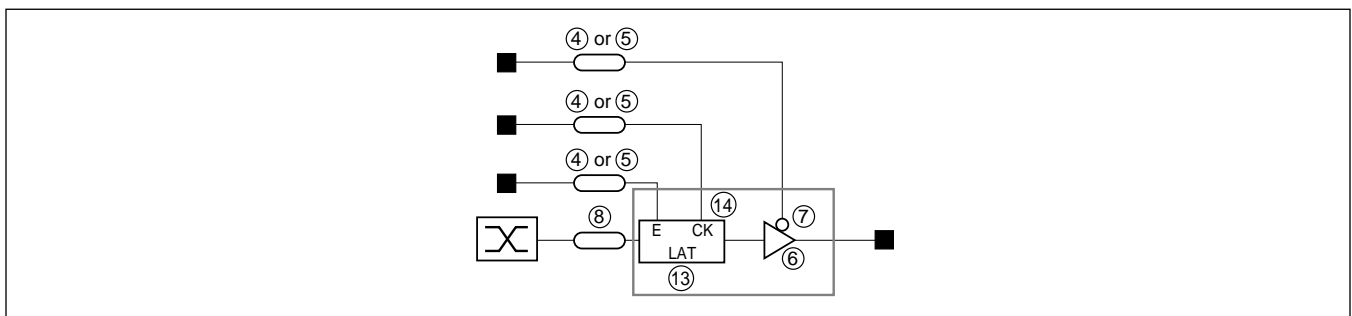 ④ or ⑤
④ or ⑤
④ or ⑤
⑧
⑭
⑦
E CK
LAT
⑥
⑬